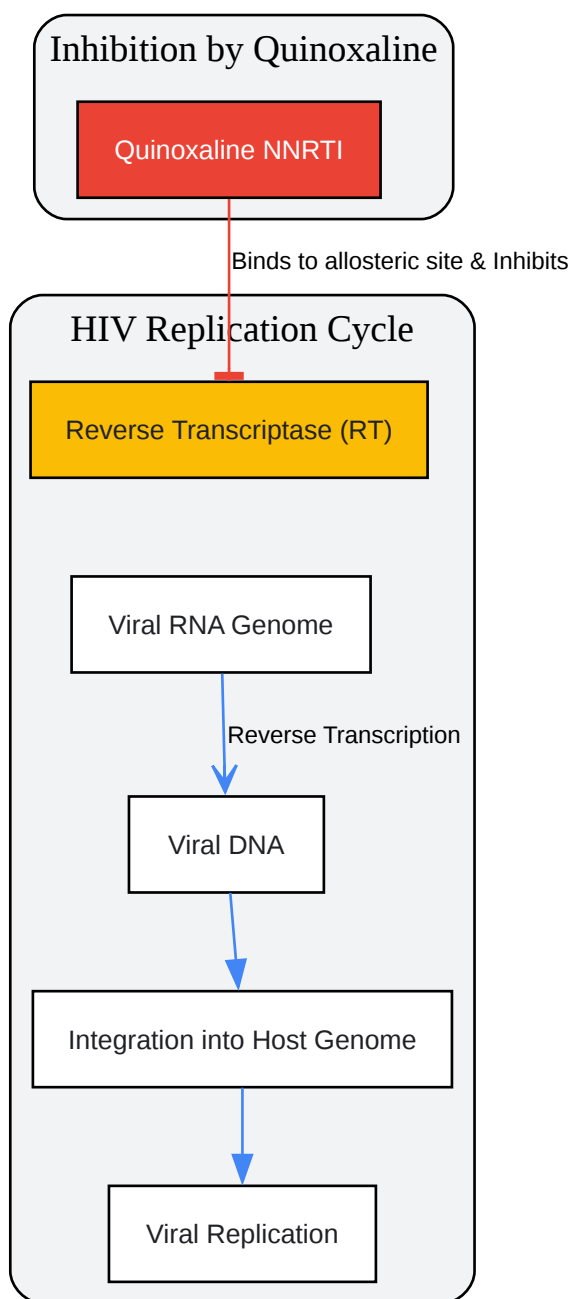 Inhibition by Quinoxaline
Quinoxaline NNRTI
Binds to allosteric site & Inhibits
HIV Replication Cycle
Reverse Transcriptase (RT)
Viral RNA Genome
Reverse Transcription
Viral DNA
Integration into Host Genome
Viral Replication